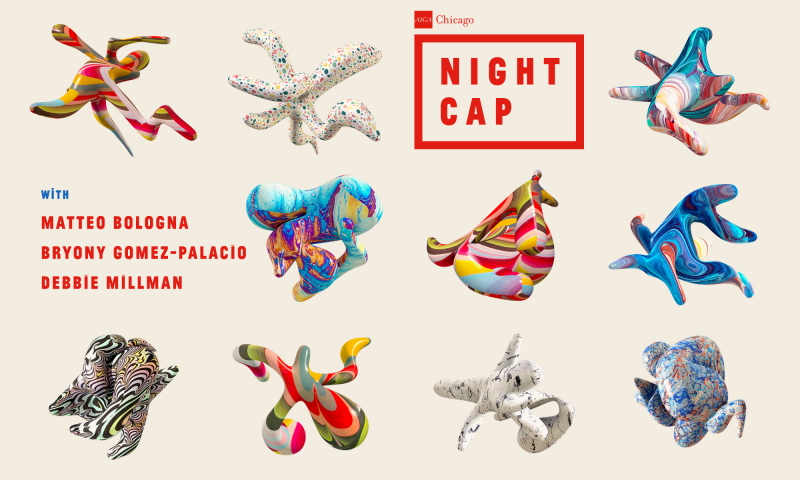 AIGA Chicago
NIGHT
CAP
WiTH
MATTEO BOLOGNA
BRYONY GOMEZ-PALACiO
DEBBiE MiLLMAN